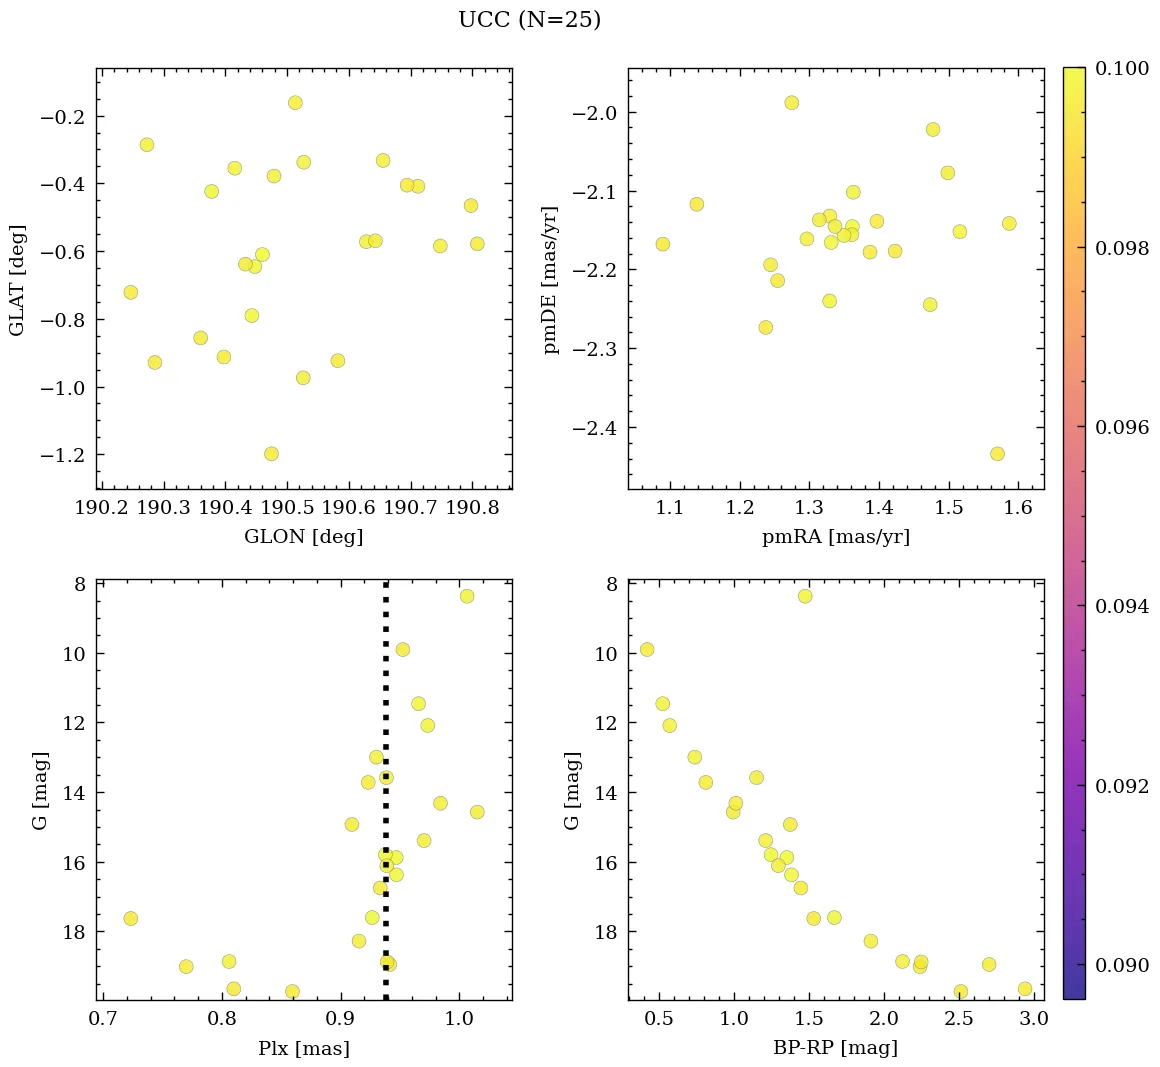 UCC (N=25)
−0.2
−0.4
−0.6
−0.8
−1.0
−1.2
GLAT [deg]
190.2 190.3 190.4 190.5 190.6 190.7 190.8
GLON [deg]
−2.0
−2.1
−2.2
−2.3
−2.4
pmDE [mas/yr]
1.1 1.2 1.3 1.4 1.5 1.6
pmRA [mas/yr]
0.100
0.098
0.096
0.094
0.092
0.090
8
10
12
14
16
18
G [mag]
0.7 0.8 0.9 1.0
Plx [mas]
8
10
12
14
16
18
G [mag]
0.5 1.0 1.5 2.0 2.5 3.0
BP-RP [mag]